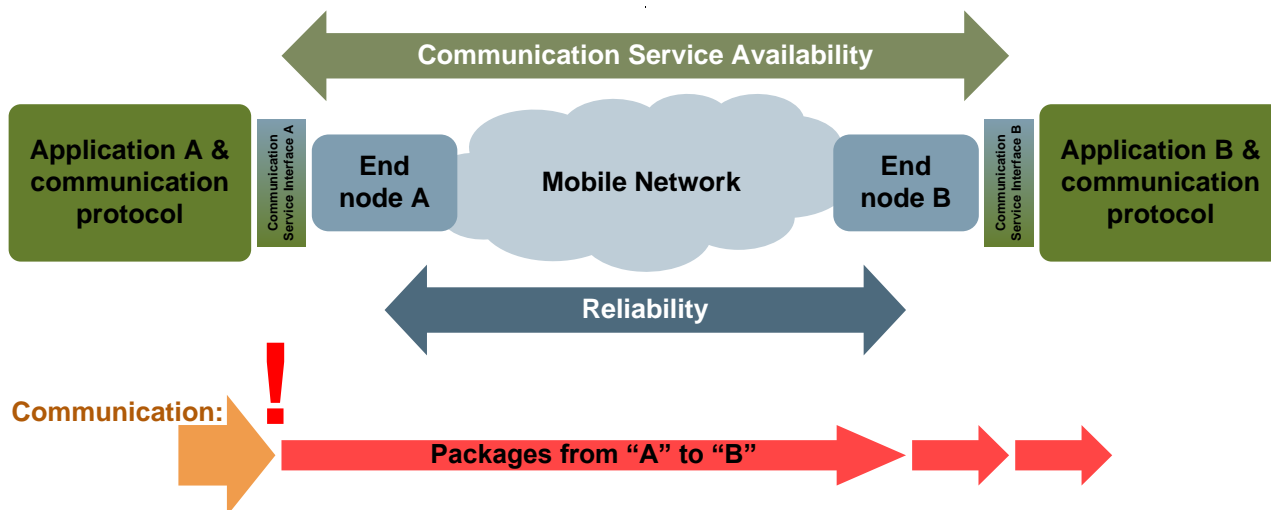 Communication Service Availability
Application A &
communication
protocol
Communication
Service Interface A
End
node A
Mobile Network
End
node B
Communication
Service Interface B
Application B &
communication
protocol
Reliability
!
Communication:
Packages from “A” to “B”